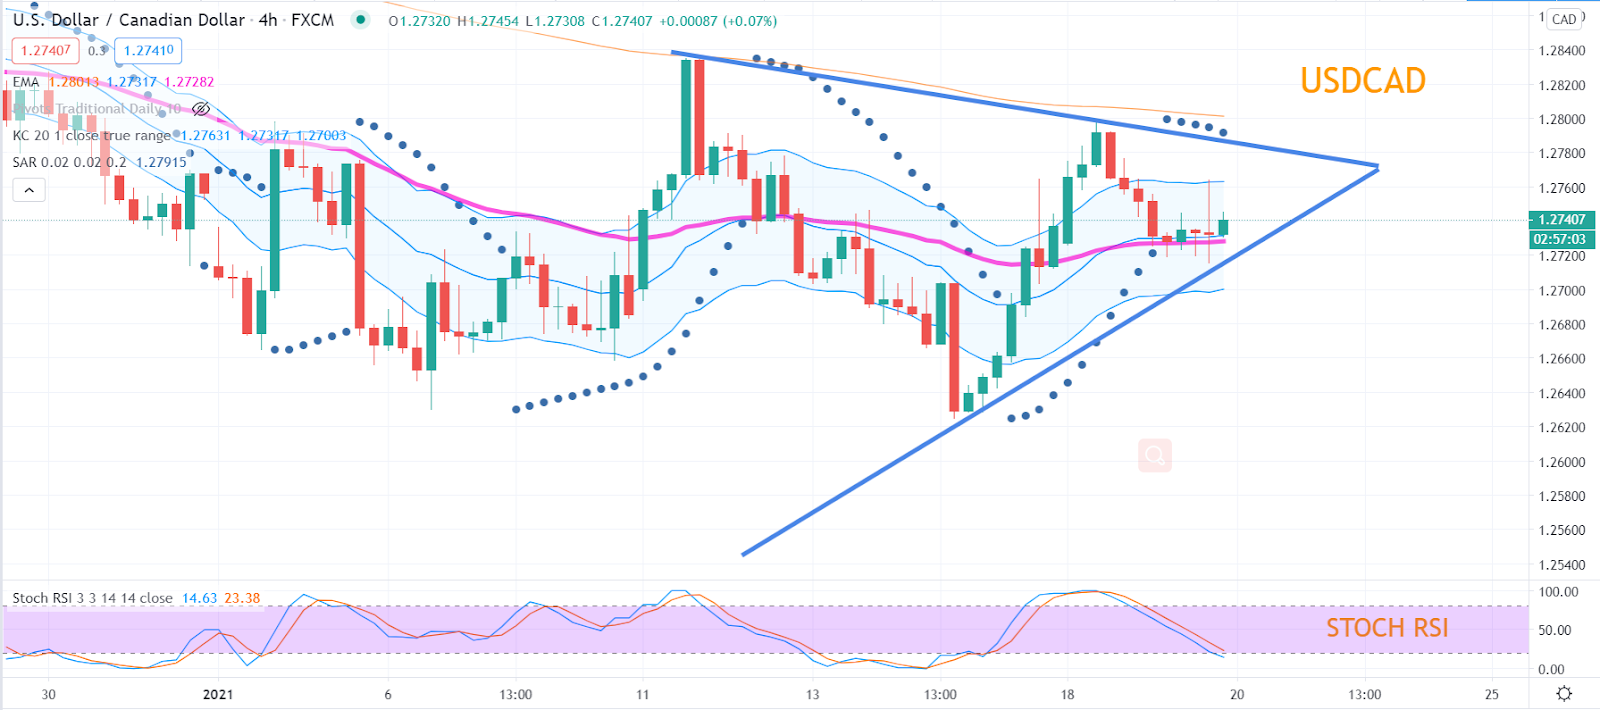 U.S. Dollar / Canadian Dollar · 4h · FXCM O1.27320 H1.27454 L1.27308 C1.27407 +0.00087 (+0.07%)
1.27407 0.3 1.27410
EMA 1.28013 1.27317 1.27282
Pivots Traditional Daily 10
KC 20 1 close true range 1.27631 1.27317 1.27003
SAR 0.02 0.02 0.2 1.27915
USDCAD
CAD
1.28400
1.28200
1.28000
1.27800
1.27600
1.27407
02:57:03
1.27200
1.27000
1.26800
1.26600
1.26400
1.26200
1.26000
1.25800
1.25600
1.25400
Stoch RSI 3 3 14 14 close 14.63 23.38
STOCH RSI
100.00
50.00
0.00
30 2021 6 13:00 11 13 13:00 18 20 13:00 25